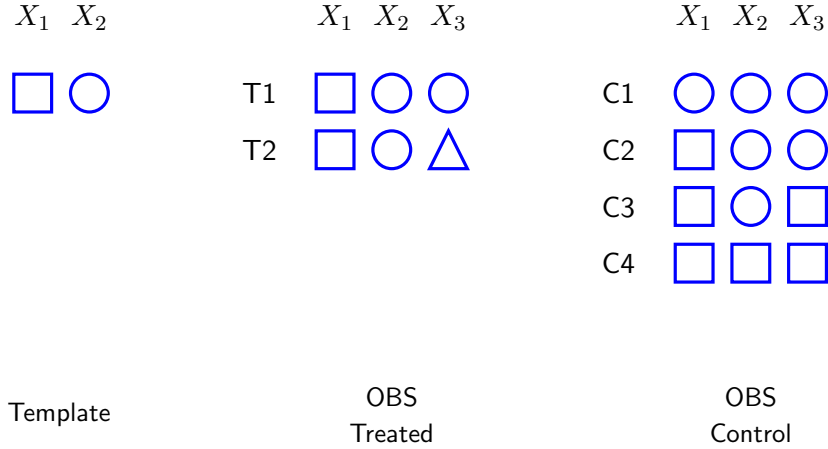 X₁ X₂ X₁ X₂ X₃ X₁ X₂ X₃
T1 C1
T2 C2
C3
C4
Template
OBS
Treated
OBS
Control